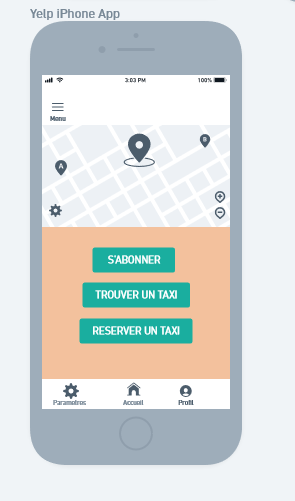 Yelp iPhone App
3:03 PM
100%
Menu
A
B
S'ABONNER
TROUVER UN TAXI
RESERVER UN TAXI
Parametres
Accueil
Profil